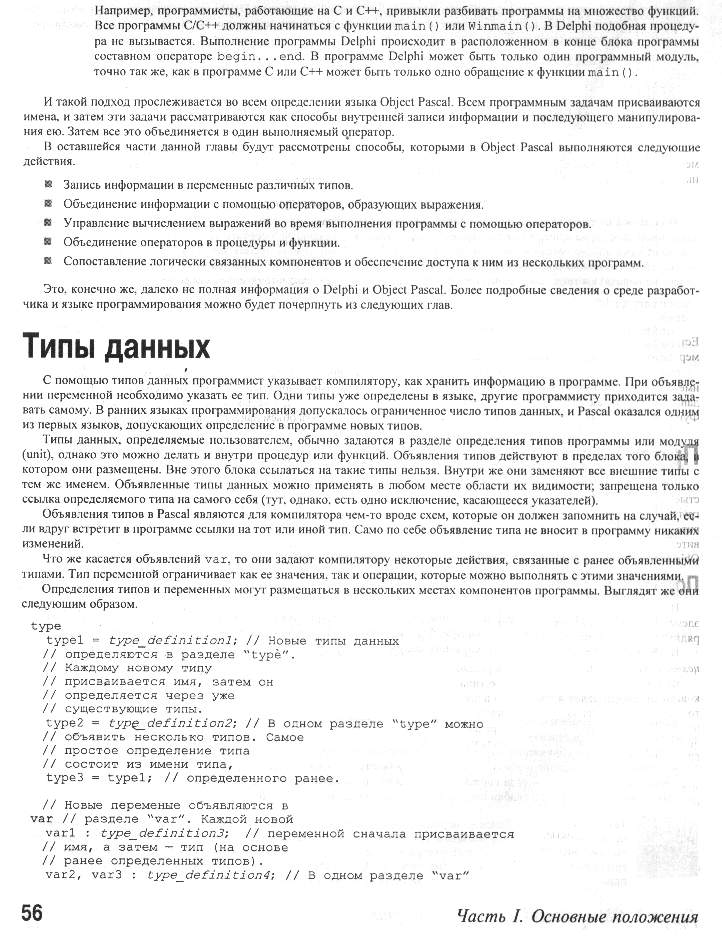 Например, программисты, работающие на С и С++, привыкли разбивать программы на множество функций.
Все программы С/С++ должны начинаться с функции main() или Winmain(). В Delphi подобная процеду-
ра не вызывается. Выполнение программы Delphi происходит в расположенном в конце блока программы
составном операторе begin...end. В программе Delphi может быть только один программный модуль,
точно так же, как в программе С или С++ может быть только одно обращение к функции main().
И такой подход прослеживается во всем определении языка Object Pascal. Всем программным задачам присваиваются
имена, и затем эти задачи рассматриваются как способы внутренней записи информации и последующего манипулирова-
ния ею. Затем все это объединяется в один выполняемый оператор.
В оставшейся части данной главы будут рассмотрены способы, которыми в Object Pascal выполняются следующие
действия.
Запись информации в переменные различных типов.
Объединение информации с помощью операторов, образующих выражения.
Управление вычислением выражений во время выполнения программы с помощью операторов.
Объединение операторов в процедуры и функции.
Сопоставление логически связанных компонентов и обеспечение доступа к ним из нескольких программ.
Это, конечно же, далеко не полная информация о Delphi и Object Pascal. Более подробные сведения о среде разработ-
чика и языке программирования можно будет почерпнуть из следующих глав.
Типы данных
С помощью типов данных программист указывает компилятору, как хранить информацию в программе. При объявле-
нии переменной необходимо указать ее тип. Одни типы уже определены в языке, другие программисту приходится зада-
вать самому. В ранних языках программирования допускалось ограниченное число типов данных, и Pascal оказался одним
из первых языков, допускающих определение в программе новых типов.
Типы данных, определяемые пользователем, обычно задаются в разделе определения типов программы или модуля
(unit), однако это можно делать и внутри процедур или функций. Объявления типов действуют в пределах того блока, в
котором они размещены. Вне этого блока ссылаться на такие типы нельзя. Внутри же они заменяют все внешние типы с
тем же именем. Объявленные типы данных можно применять в любом месте области их видимости; запрещена только
ссылка определяемого типа на самого себя (тут, однако, есть одно исключение, касающееся указателей).
Объявления типов в Pascal являются для компилятора чем-то вроде схем, которые он должен запомнить на случай, ес-
ли вдруг встретит в программе ссылки на тот или иной тип. Само по себе объявление типа не вносит в программу никаких
изменений.
Что же касается объявлений var, то они задают компилятору некоторые действия, связанные с ранее объявленными
типами. Тип переменной ограничивает как ее значения, так и операции, которые можно выполнять с этими значениями.
Определения типов и переменных могут размещаться в нескольких местах компонентов программы. Выглядят же они
следующим образом.
type
type1 = type_definition1; // Новые типы данных
// определяются в разделе "type".
// Каждому новому типу
// присваивается имя, затем он
// определяется через уже
// существующие типы.
type2 = type_definition2; // В одном разделе "type" можно
// объявить несколько типов. Самое
// простое определение типа
// состоит из имени типа,
type3 = type1; // определенного ранее.
// Новые переменые объявляются в
var // разделе "var". Каждой новой
var1 : type_definition3; // переменной сначала присваивается
// имя, а затем — тип (на основе
// ранее определенных типов).
var2, var3 : type_definition4; // В одном разделе "var"
56
Часть I. Основные положения